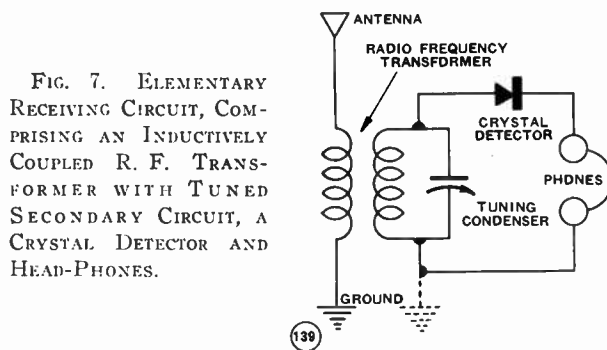 FIG. 7. ELEMENTARY
RECEIVING CIRCUIT, COM-
PRISING AN INDUCTIVELY
COUPLED R. F. TRANS-
FORMER WITH TUNED
SECONDARY CIRCUIT, A
CRYSTAL DETECTOR AND
HEAD-PHONES.
ANTENNA
RADIO FREQUENCY
TRANSFORMER
CRYSTAL
DETECTOR
PHONES
TUNING
CONDENSER
GROUND
139